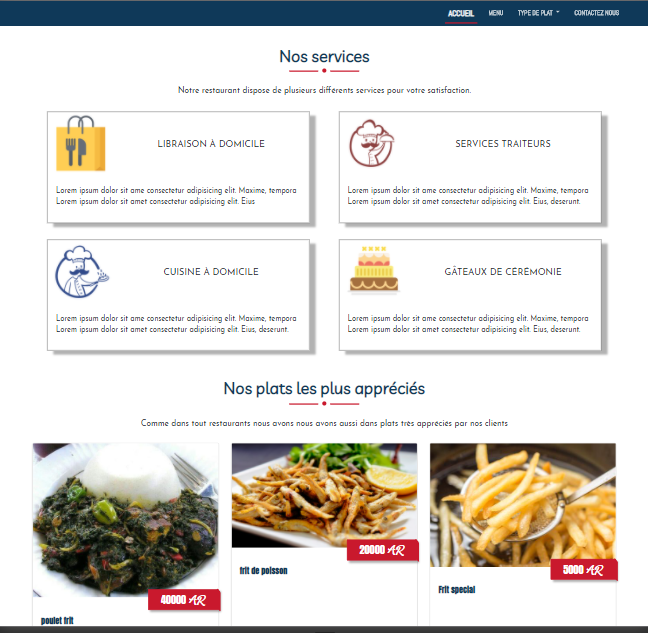 ACCUEIL MENU TYPE DE PLAT CONTACTEZ NOUS
Nos services
Notre restaurant dispose de plusieurs différents services pour votre satisfaction.
LIBRAISON À DOMICILE
Lorem ipsum dolor sit ame consectetur adipisicing elit. Maxime, tempora
Lorem ipsum dolor sit amet consectetur adipisicing elit. Eius
SERVICES TRAITEURS
Lorem ipsum dolor sit ame consectetur adipisicing elit. Maxime, tempora
Lorem ipsum dolor sit amet consectetur adipisicing elit. Eius, deserunt.
CUISINE À DOMICILE
Lorem ipsum dolor sit ame consectetur adipisicing elit. Maxime, tempora
Lorem ipsum dolor sit amet consectetur adipisicing elit. Eius, deserunt.
GÂTEAUX DE CÉRÉMONIE
Lorem ipsum dolor sit ame consectetur adipisicing elit. Maxime, tempora
Lorem ipsum dolor sit amet consectetur adipisicing elit. Eius, deserunt.
Nos plats les plus appréciés
Comme dans tout restaurants nous avons nous avons aussi dans plats très appréciés par nos clients
40000 AR
poulet frit
20000 AR
frit de poisson
5000 AR
Frit special